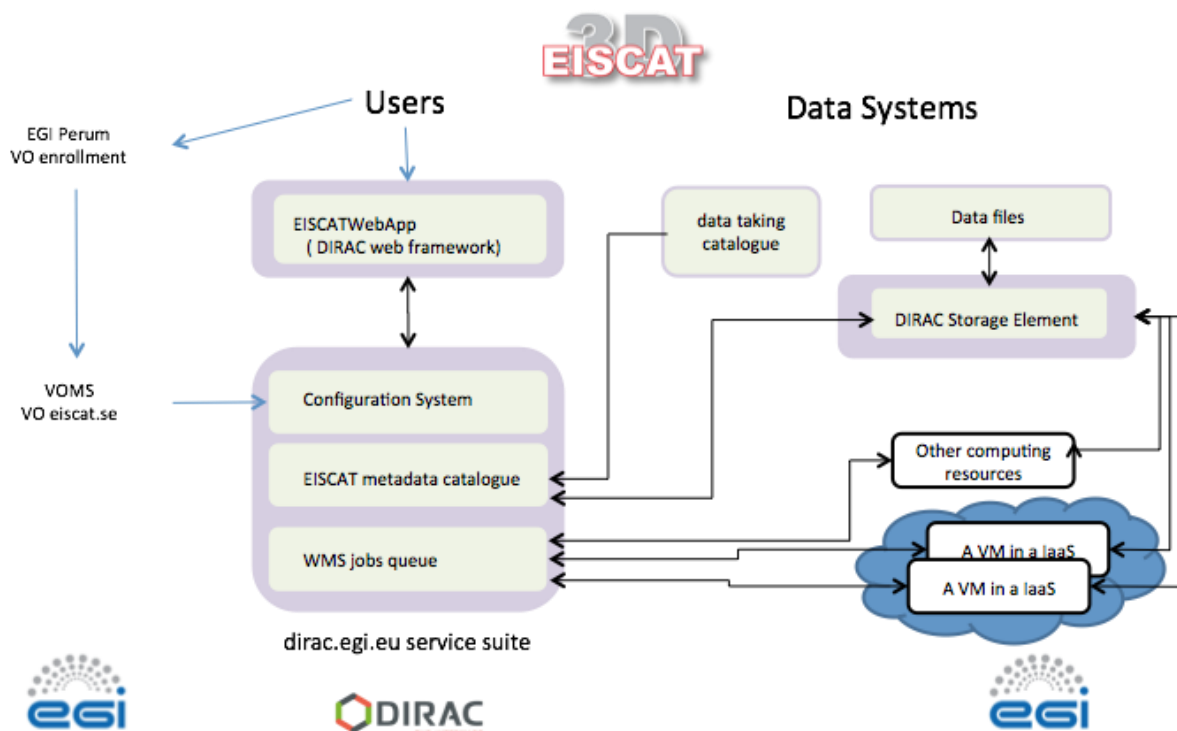 3D
EISCAT
Users
Data Systems
EGI Perum
VO enrollment
EISCATWebApp
( DIRAC web framework)
data taking
catalogue
Data files
DIRAC Storage Element
VOMS
VO eiscat.se
Configuration System
EISCAT metadata catalogue
WMS jobs queue
Other computing
resources
A VM in a IaaS
A VM in a IaaS
dirac.egi.eu service suite
egi
DIRAC
egi